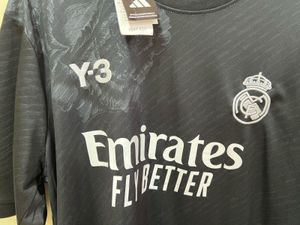 Y-3
Emirates
FLY BETTER